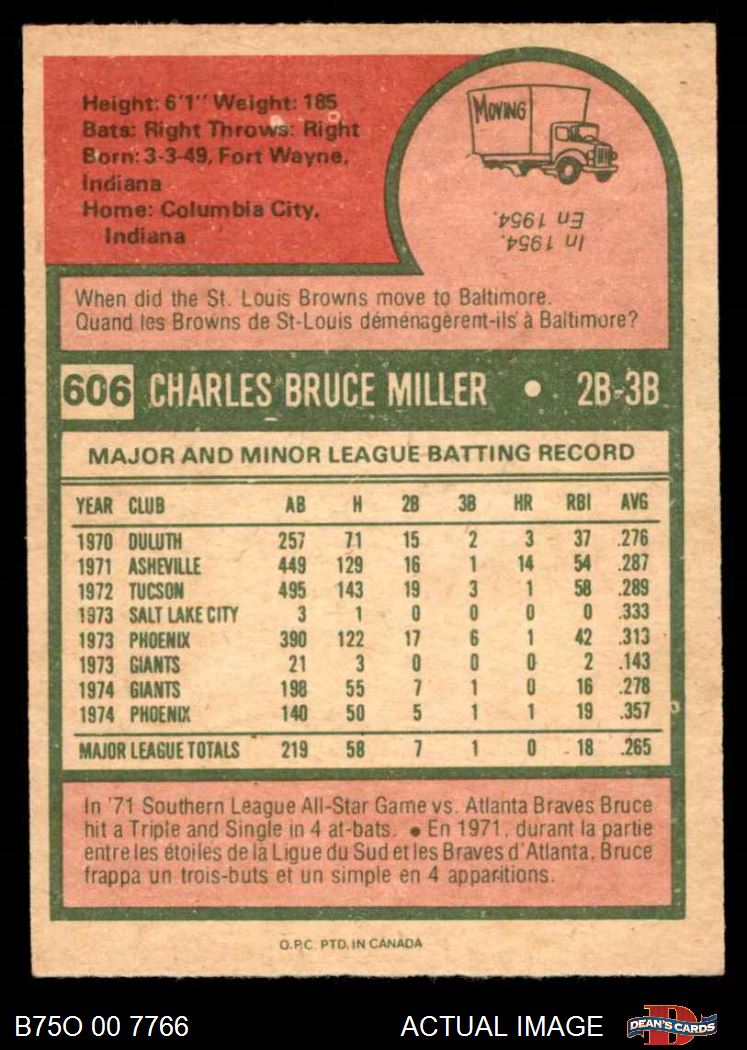 Height: 6'1" Weight: 185
Bats: Right Throws: Right
Born: 3-3-49, Fort Wayne,
Indiana
Home: Columbia City,
Indiana
MOVING
In 1954.
En 1954.
When did the St. Louis Browns move to Baltimore.
Quand les Browns de St-Louis déménagèrent-ils à Baltimore?
606 CHARLES BRUCE MILLER • 2B-3B
MAJOR AND MINOR LEAGUE BATTING RECORD
YEAR CLUB AB H 2B 3B HR RBI AVG
1970 DULUTH 257 71 15 2 3 37 .276
1971 ASHEVILLE 449 129 16 1 14 54 .287
1972 TUCSON 495 143 19 3 1 58 .289
1973 SALT LAKE CITY 3 1 0 0 0 0 .333
1973 PHOENIX 390 122 17 6 1 42 .313
1973 GIANTS 21 3 0 0 0 2 .143
1974 GIANTS 198 55 7 1 0 16 .278
1974 PHOENIX 140 50 5 1 1 19 .357
MAJOR LEAGUE TOTALS 219 58 7 1 0 18 .265
In '71 Southern League All-Star Game vs. Atlanta Braves Bruce
hit a Triple and Single in 4 at-bats. • En 1971, durant la partie
entre les étoiles de la Ligue du Sud et les Braves d'Atlanta, Bruce
frappa un trois-buts et un simple en 4 apparitions.
O.P.C. PTD. IN CANADA
B75O 00 7766 ACTUAL IMAGE
DEAN'S CARDS